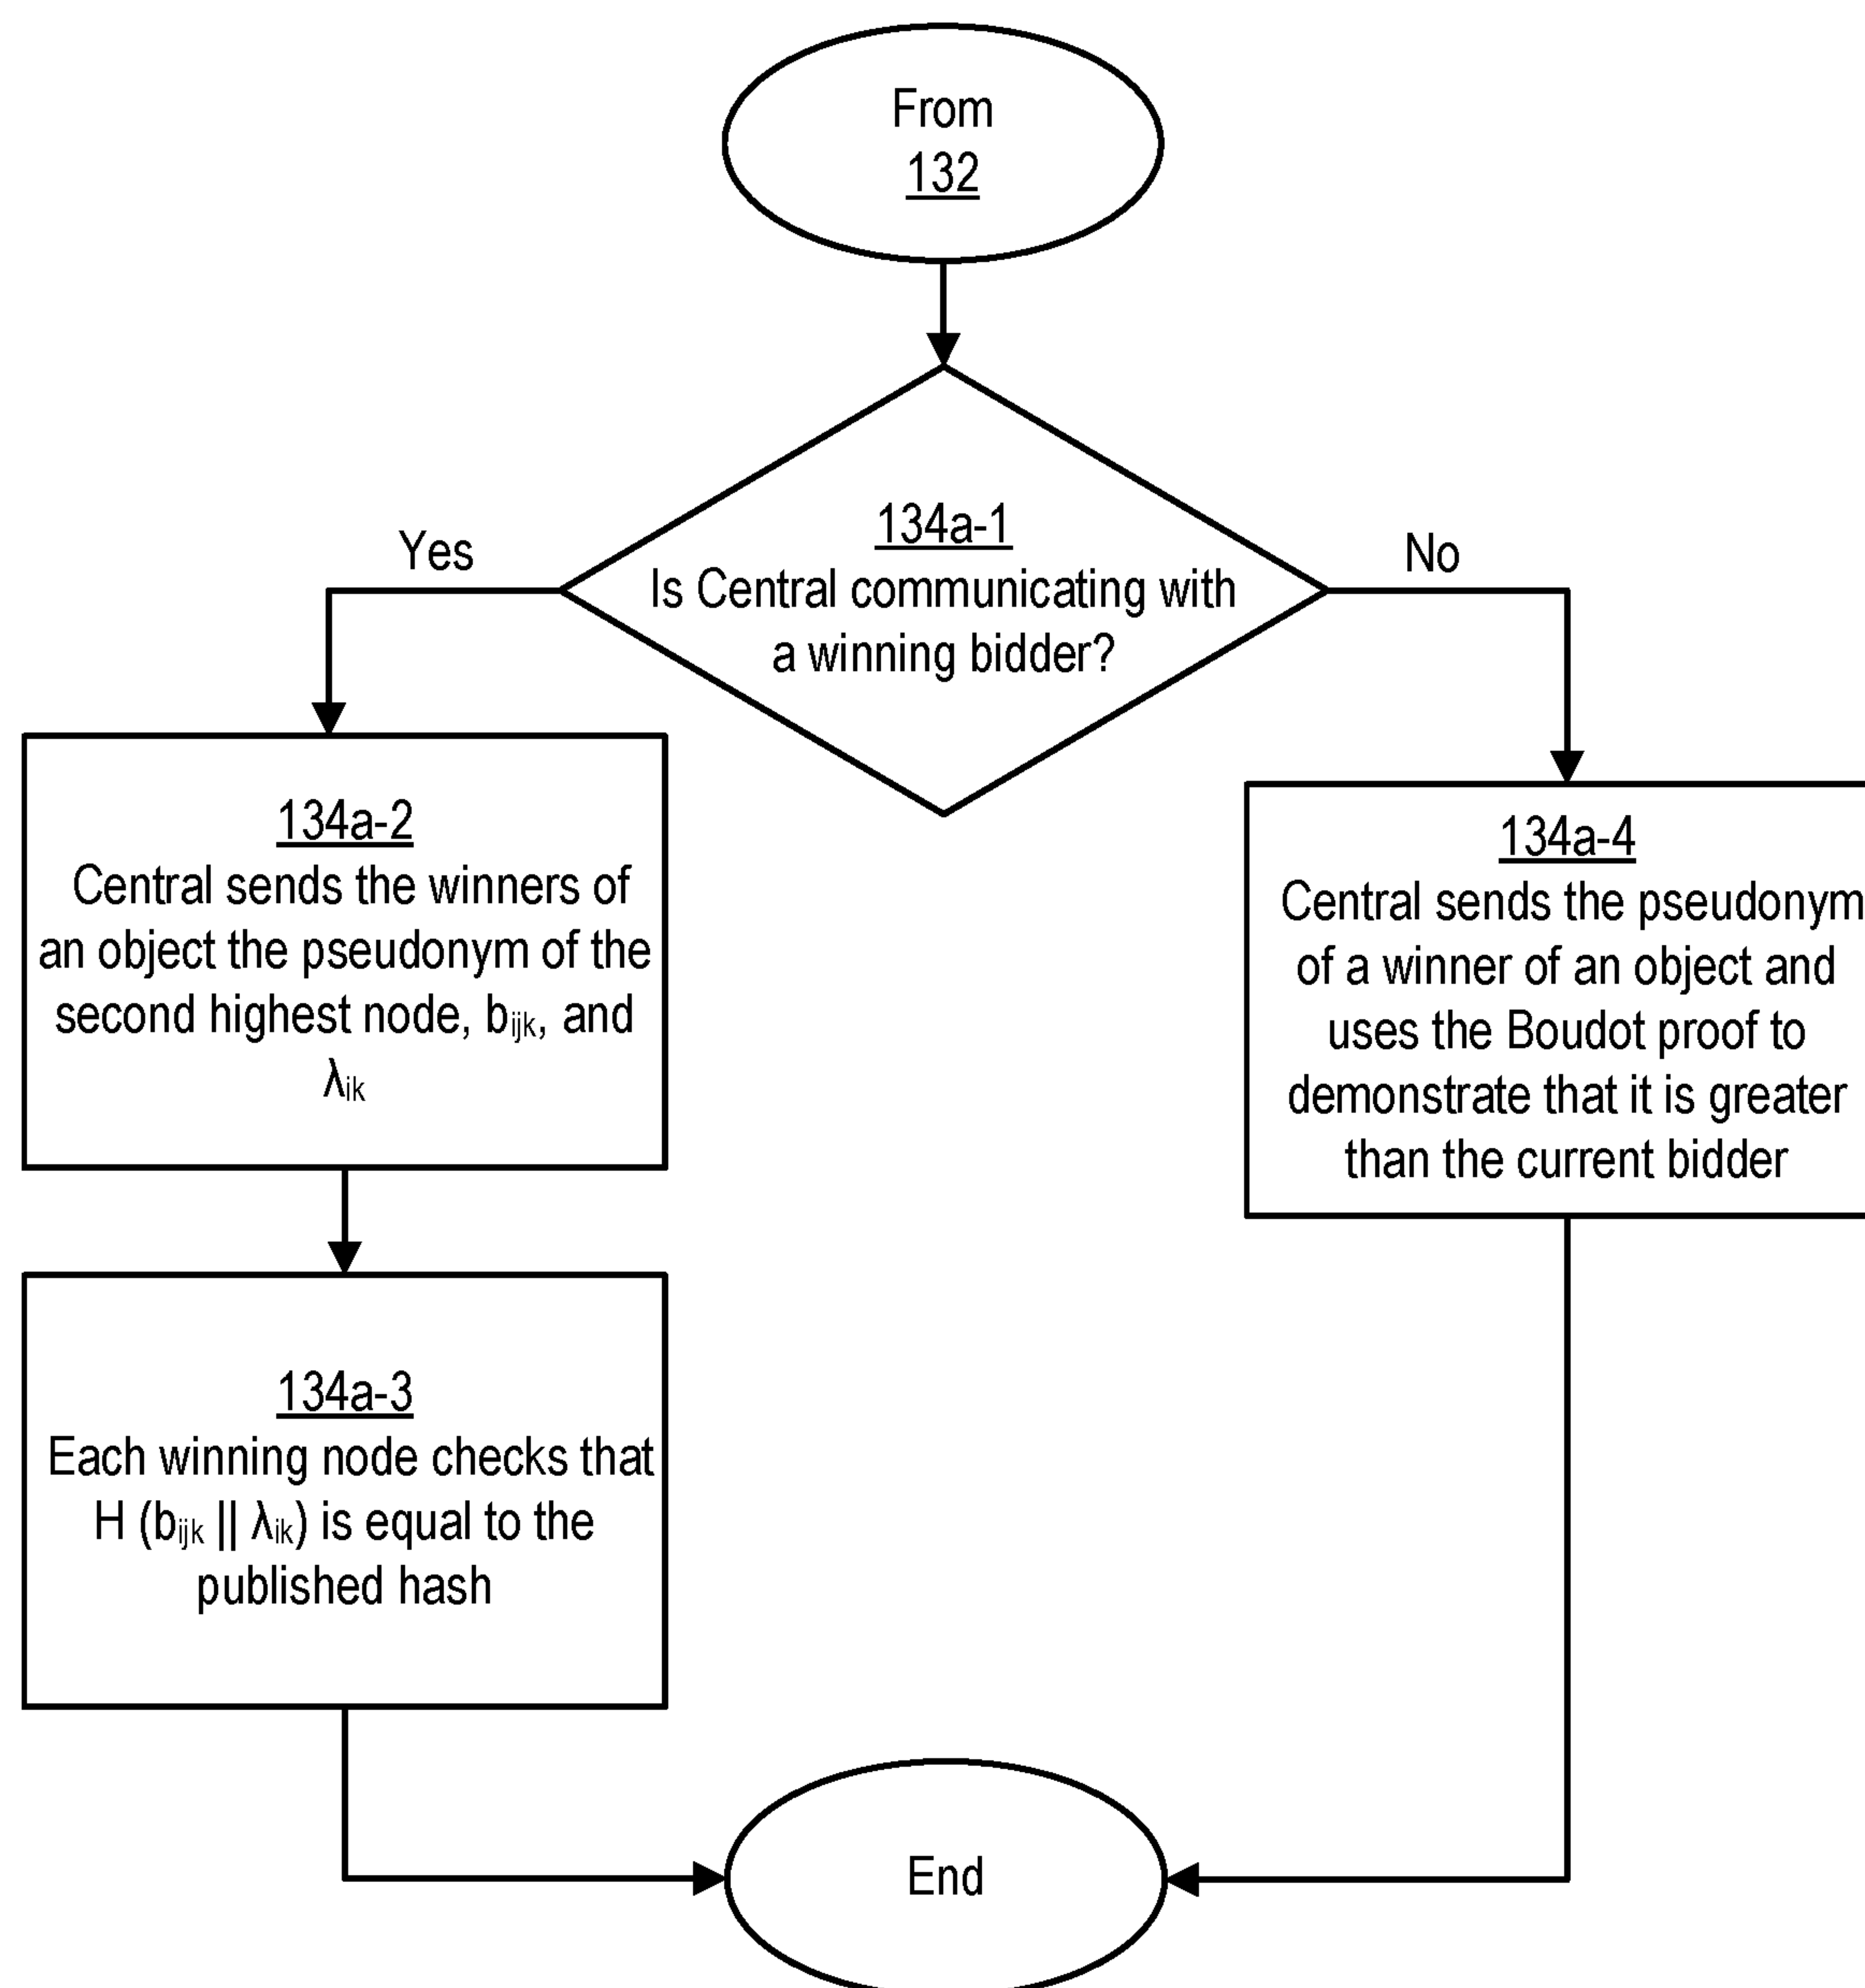 From
132
134a-1
Is Central communicating with
a winning bidder?
Yes
No
134a-2
Central sends the winners of
an object the pseudonym of the
second highest node, bijk, and
λik
134a-4
Central sends the pseudonym
of a winner of an object and
uses the Boudot proof to
demonstrate that it is greater
than the current bidder
134a-3
Each winning node checks that
H (bijk || λik) is equal to the
published hash
End